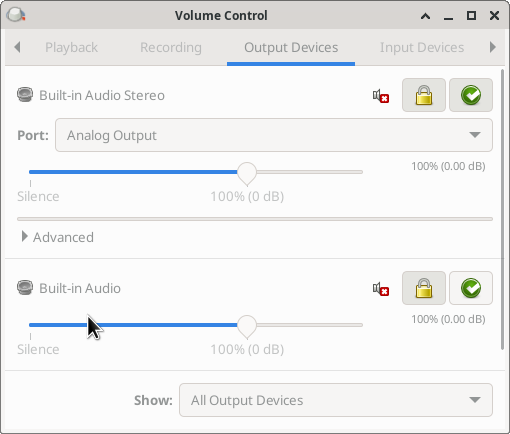 Volume Control
Playback Recording Output Devices Input Devices
Built-in Audio Stereo
Port: Analog Output
100% (0.00 dB)
Silence 100% (0 dB)
Advanced
Built-in Audio
100% (0.00 dB)
Silence 100% (0 dB)
Show: All Output Devices